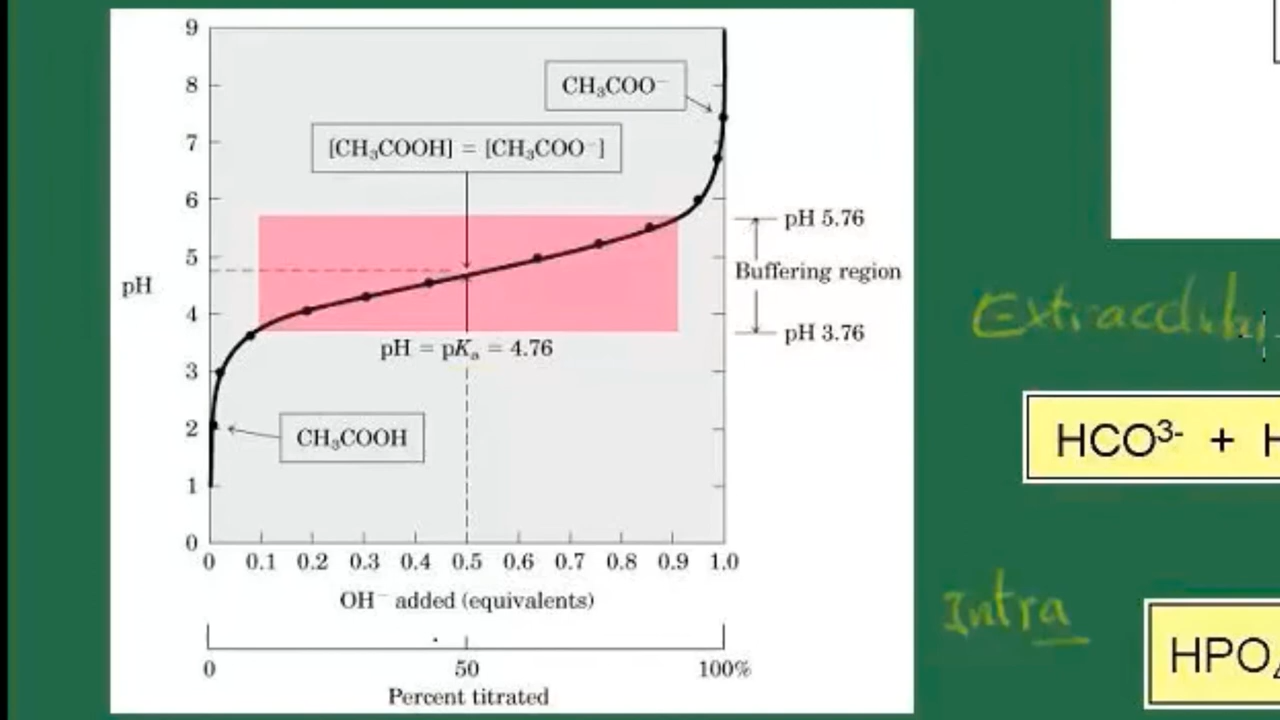 9
8
7
6
5
4
3
2
1
0
pH
CH₃COO⁻
[CH₃COOH] = [CH₃COO⁻]
pH = pKₐ = 4.76
CH₃COOH
pH 5.76
Buffering region
pH 3.76
0 0.1 0.2 0.3 0.4 0.5 0.6 0.7 0.8 0.9 1.0
OH⁻ added (equivalents)
0 50 100%
Percent titrated
HCO³⁻ + H
Intra
HPO₄